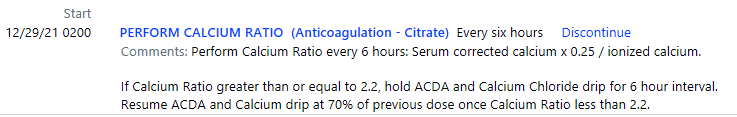 Start
12/29/21 0200 PERFORM CALCIUM RATIO (Anticoagulation - Citrate) Every six hours Discontinue
Comments: Perform Calcium Ratio every 6 hours: Serum corrected calcium x 0.25 / ionized calcium.
If Calcium Ratio greater than or equal to 2.2, hold ACDA and Calcium Chloride drip for 6 hour interval.
Resume ACDA and Calcium drip at 70% of previous dose once Calcium Ratio less than 2.2.